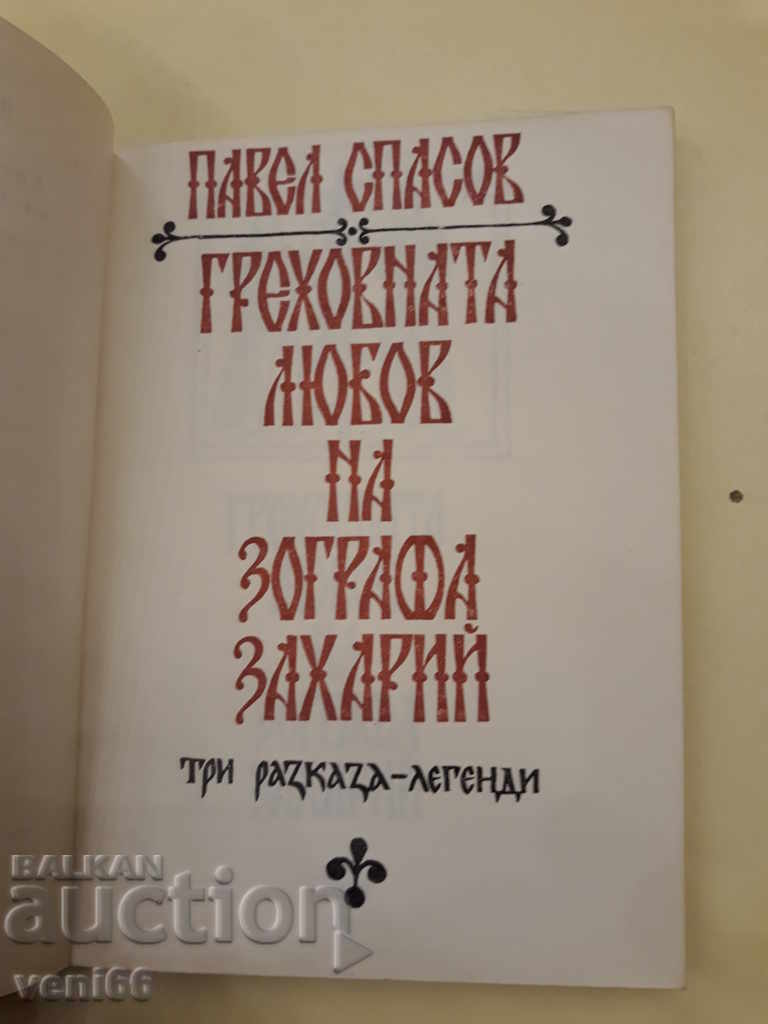 ПАВЕЛ СПАСОВ
ГРЕХОВНАТА
ЛЮБОВ
НА
ЗОГРАФА
ЗАХАРИЙ
три разказа-легенди
BALKAN
auction
veni66